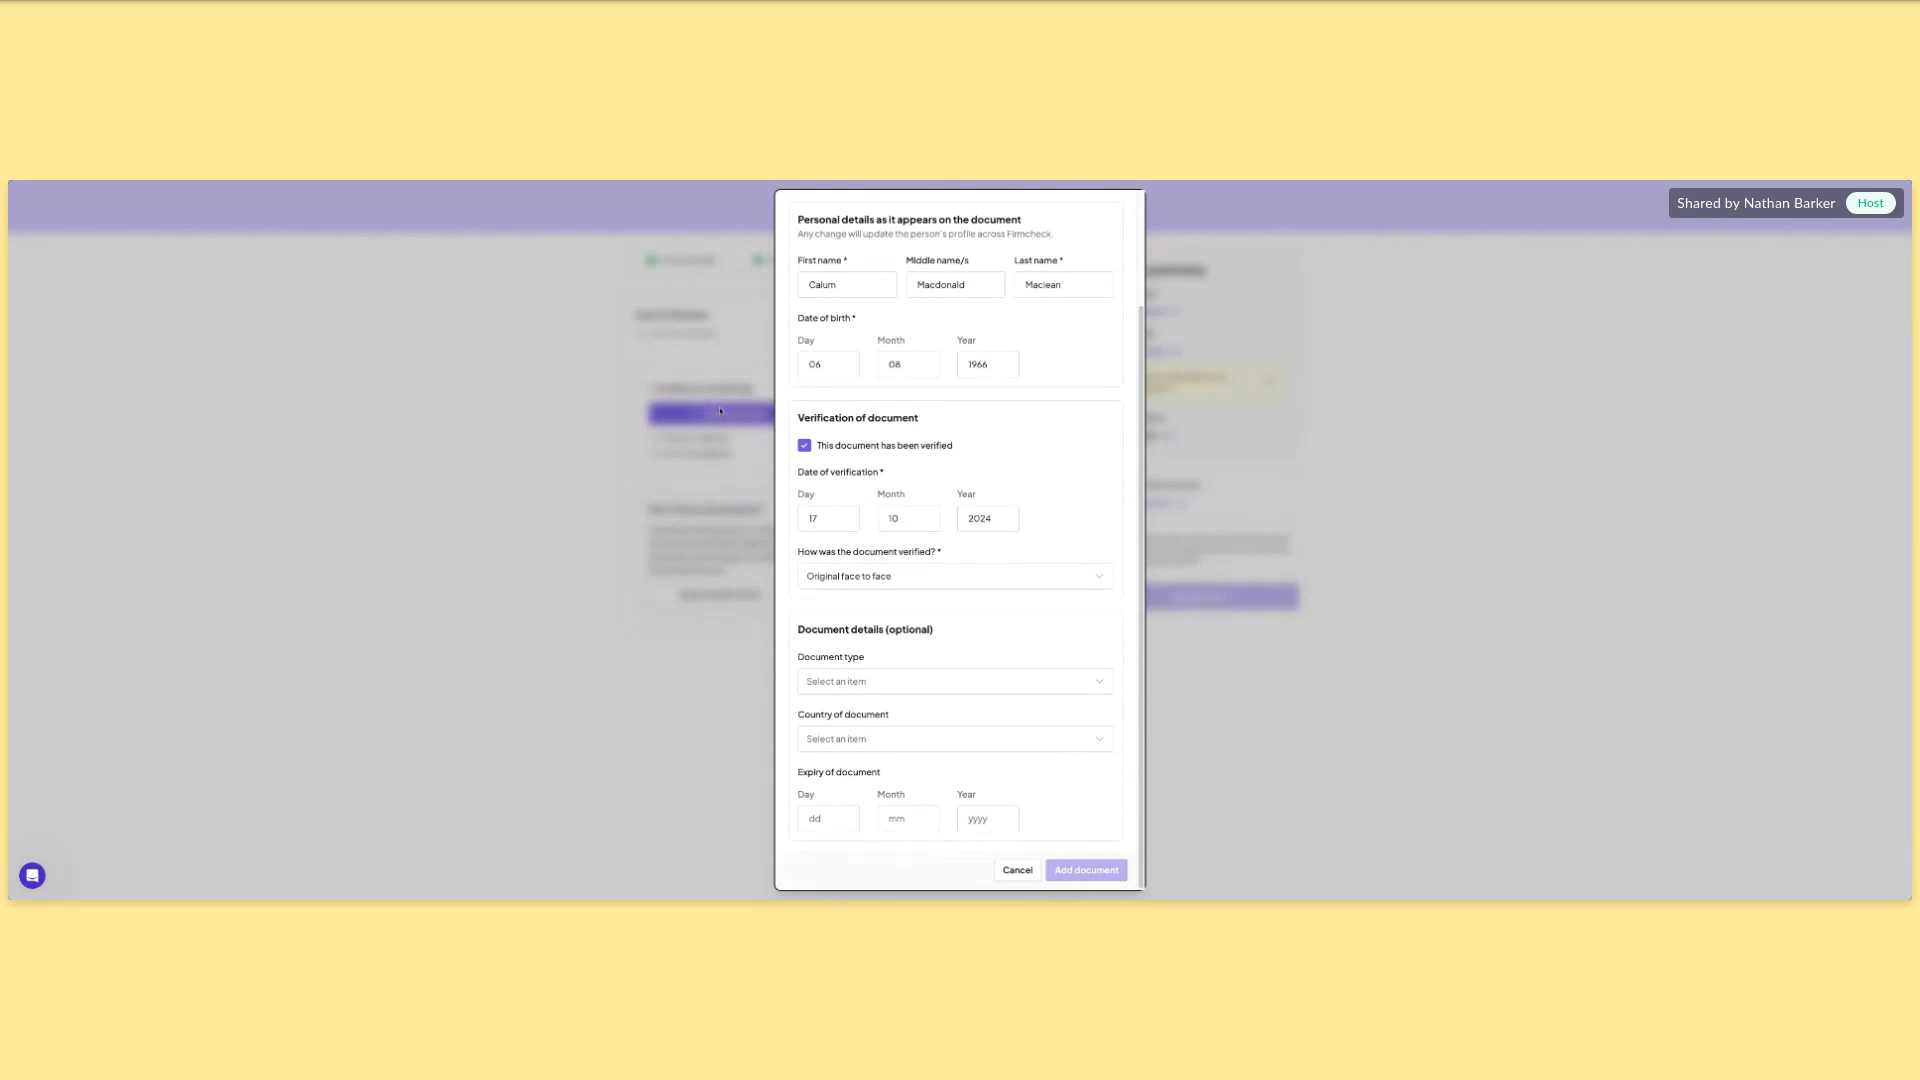 Shared by Nathan Barker Host
Personal details as it appears on the document
Any change will update the person's profile across Firmcheck.
First name * Middle name/s Last name *
Calum Macdonald Maclean
Date of birth *
Day Month Year
06 08 1966
Verification of document
This document has been verified
Date of verification *
Day Month Year
17 10 2024
How was the document verified? *
Original face to face
Document details (optional)
Document type
Select an item
Country of document
Select an item
Expiry of document
Day Month Year
dd mm yyyy
Cancel Add document